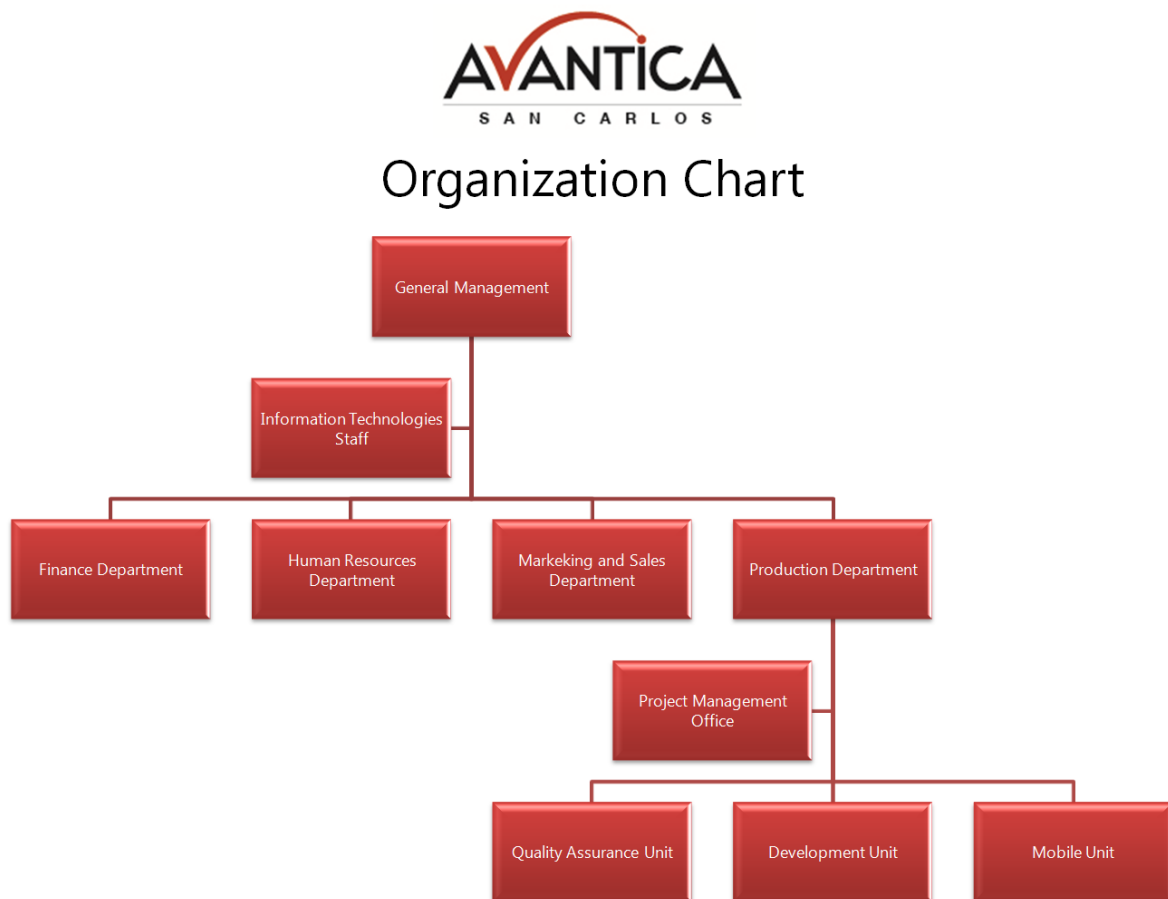 AVANTICA
SAN CARLOS
Organization Chart
General Management
Information Technologies
Staff
Finance Department
Human Resources
Department
Markeking and Sales
Department
Production Department
Project Management
Office
Quality Assurance Unit
Development Unit
Mobile Unit